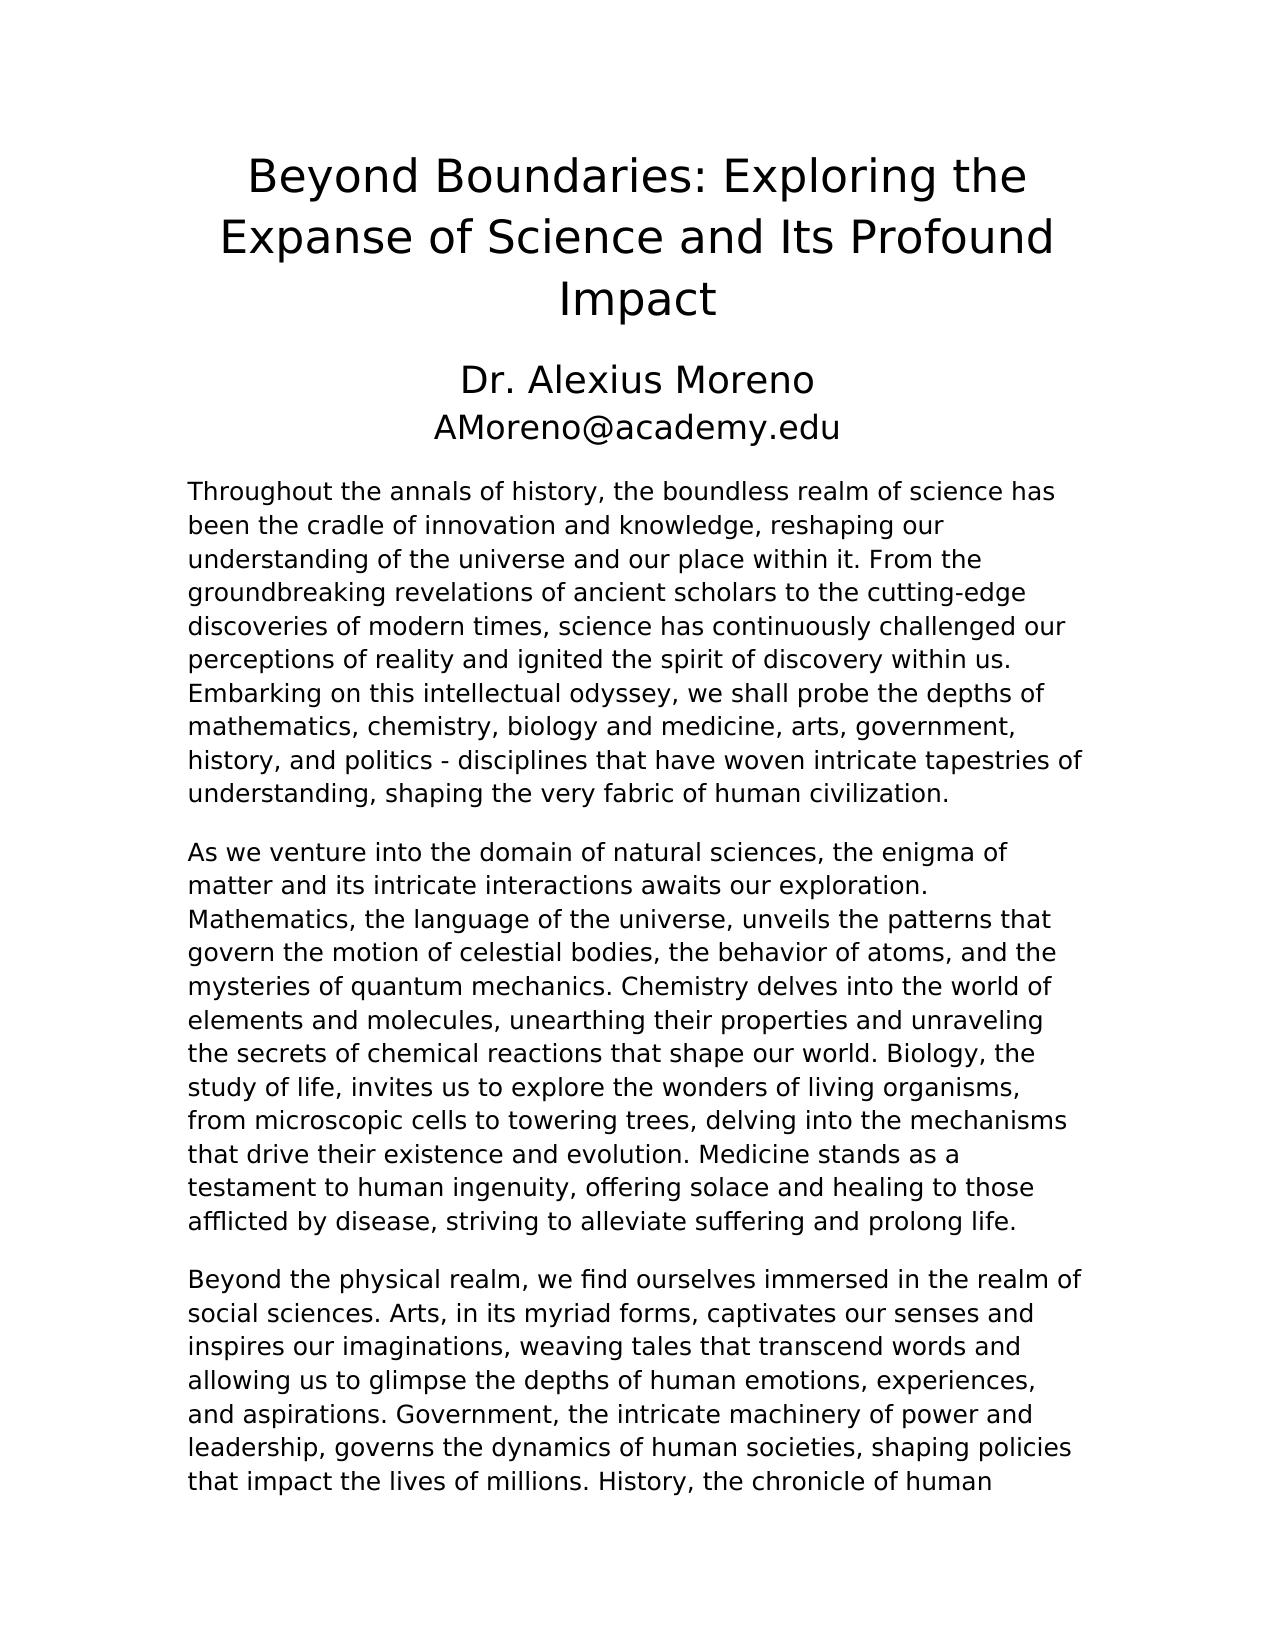 Beyond Boundaries: Exploring the
Expanse of Science and Its Profound
Impact
Dr. Alexius Moreno
AMoreno@academy.edu
Throughout the annals of history, the boundless realm of science has
been the cradle of innovation and knowledge, reshaping our
understanding of the universe and our place within it. From the
groundbreaking revelations of ancient scholars to the cutting-edge
discoveries of modern times, science has continuously challenged our
perceptions of reality and ignited the spirit of discovery within us.
Embarking on this intellectual odyssey, we shall probe the depths of
mathematics, chemistry, biology and medicine, arts, government,
history, and politics - disciplines that have woven intricate tapestries of
understanding, shaping the very fabric of human civilization.
As we venture into the domain of natural sciences, the enigma of
matter and its intricate interactions awaits our exploration.
Mathematics, the language of the universe, unveils the patterns that
govern the motion of celestial bodies, the behavior of atoms, and the
mysteries of quantum mechanics. Chemistry delves into the world of
elements and molecules, unearthing their properties and unraveling
the secrets of chemical reactions that shape our world. Biology, the
study of life, invites us to explore the wonders of living organisms,
from microscopic cells to towering trees, delving into the mechanisms
that drive their existence and evolution. Medicine stands as a
testament to human ingenuity, offering solace and healing to those
afflicted by disease, striving to alleviate suffering and prolong life.
Beyond the physical realm, we find ourselves immersed in the realm of
social sciences. Arts, in its myriad forms, captivates our senses and
inspires our imaginations, weaving tales that transcend words and
allowing us to glimpse the depths of human emotions, experiences,
and aspirations. Government, the intricate machinery of power and
leadership, governs the dynamics of human societies, shaping policies
that impact the lives of millions. History, the chronicle of human